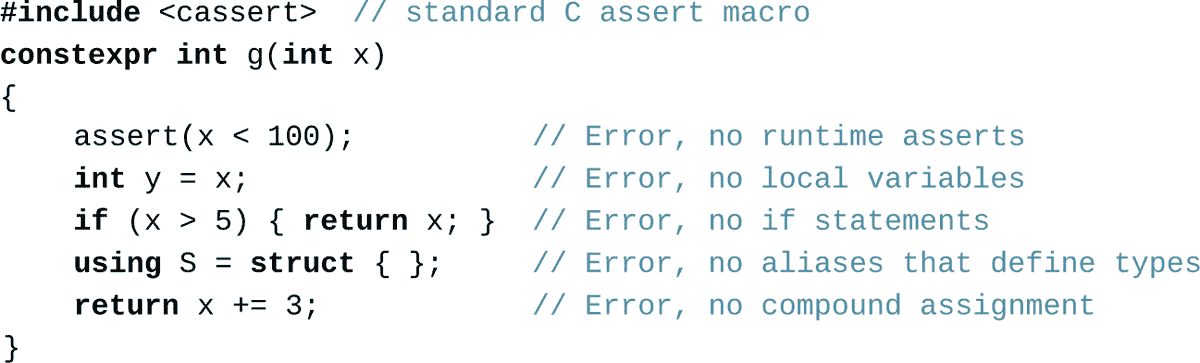 #include <cassert>  // standard C assert macro
constexpr int g(int x)
{
    assert(x < 100);          // Error, no runtime asserts
    int y = x;                // Error, no local variables
    if (x > 5) { return x; }  // Error, no if statements
    using S = struct { };     // Error, no aliases that define types
    return x += 3;            // Error, no compound assignment
}